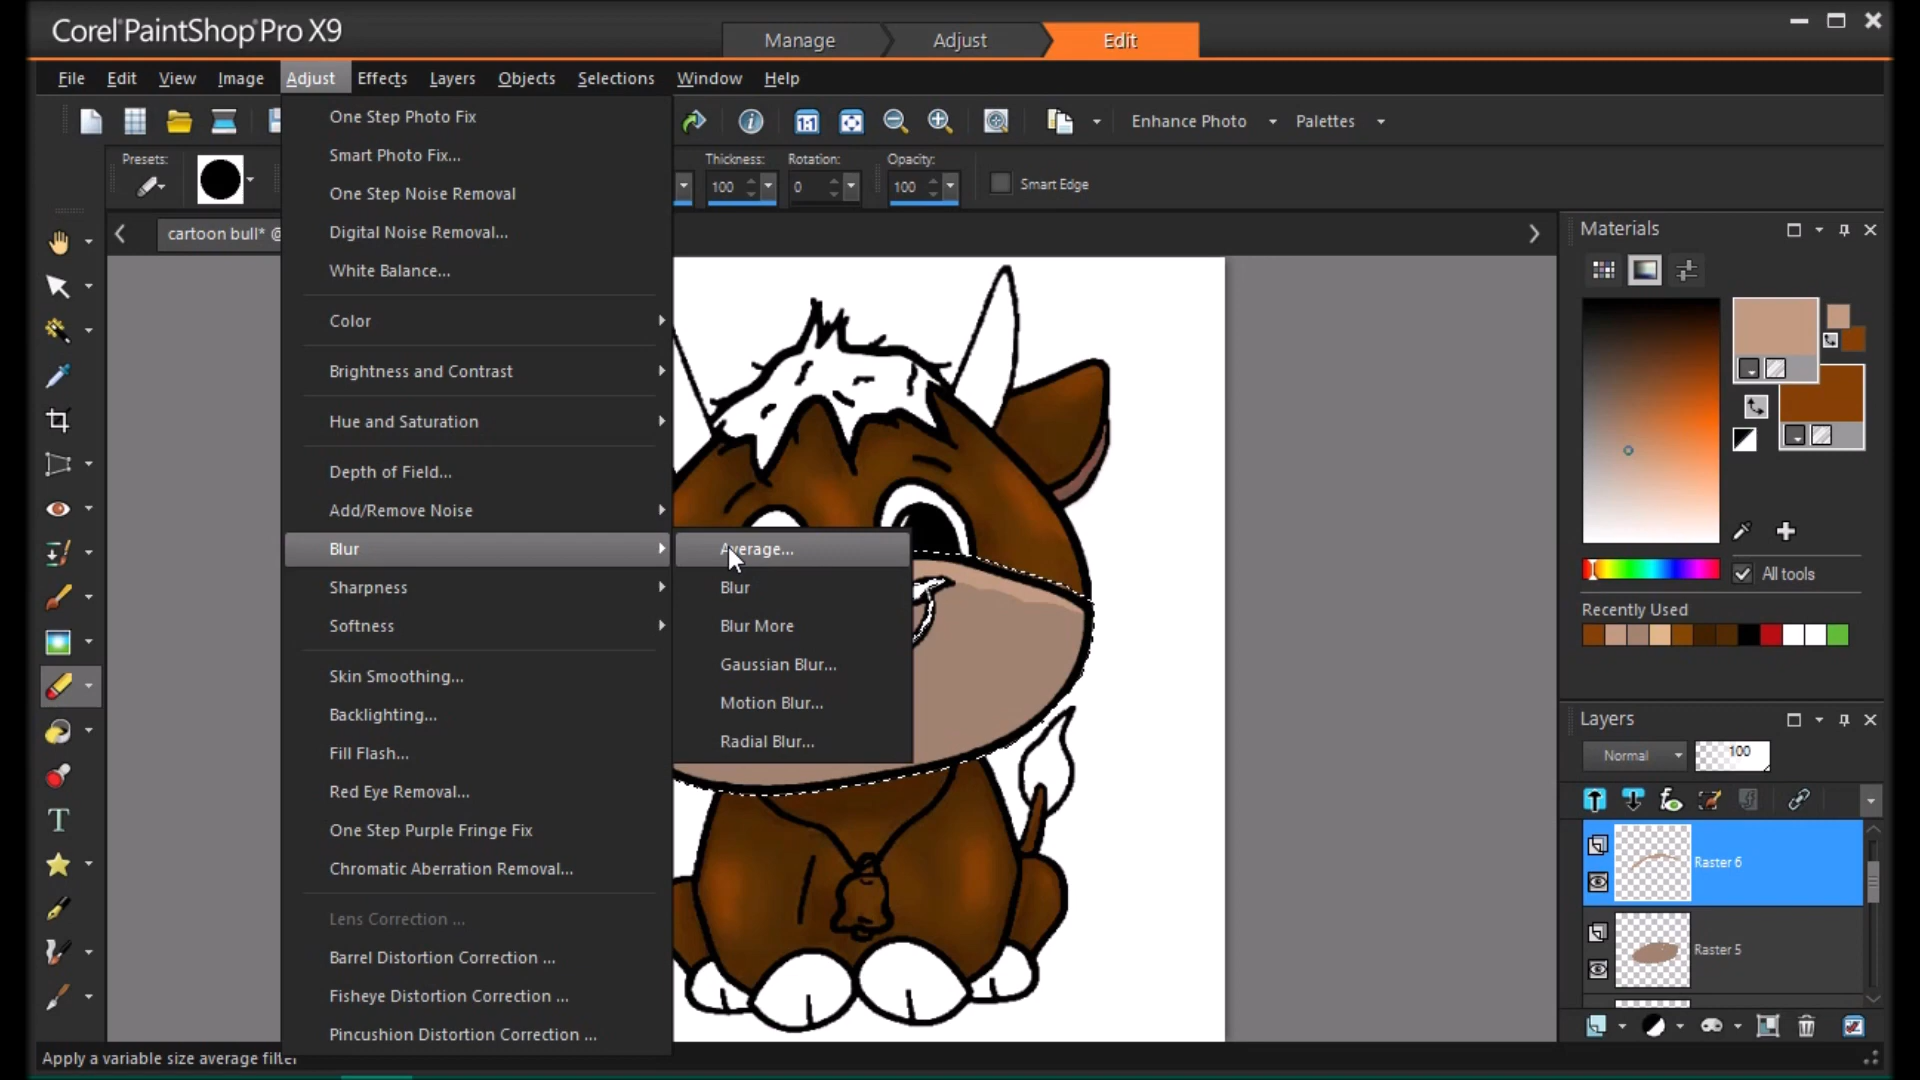 Corel PaintShop Pro X9
Manage Adjust Edit
File Edit View Image Adjust Effects Layers Objects Selections Window Help
1:1 Enhance Photo Palettes
Presets: Thickness: Rotation: Opacity:
100 0 100 Smart Edge
cartoon bull* @
One Step Photo Fix
Smart Photo Fix...
One Step Noise Removal
Digital Noise Removal...
White Balance...
Color
Brightness and Contrast
Hue and Saturation
Depth of Field...
Add/Remove Noise
Blur
Sharpness
Softness
Skin Smoothing...
Backlighting...
Fill Flash...
Red Eye Removal...
One Step Purple Fringe Fix
Chromatic Aberration Removal...
Lens Correction ...
Barrel Distortion Correction ...
Fisheye Distortion Correction ...
Pincushion Distortion Correction ...
Average...
Blur
Blur More
Gaussian Blur...
Motion Blur...
Radial Blur...
Materials
All tools
Recently Used
Layers
Normal 100
Raster 6
Raster 5
Apply a variable size average filter